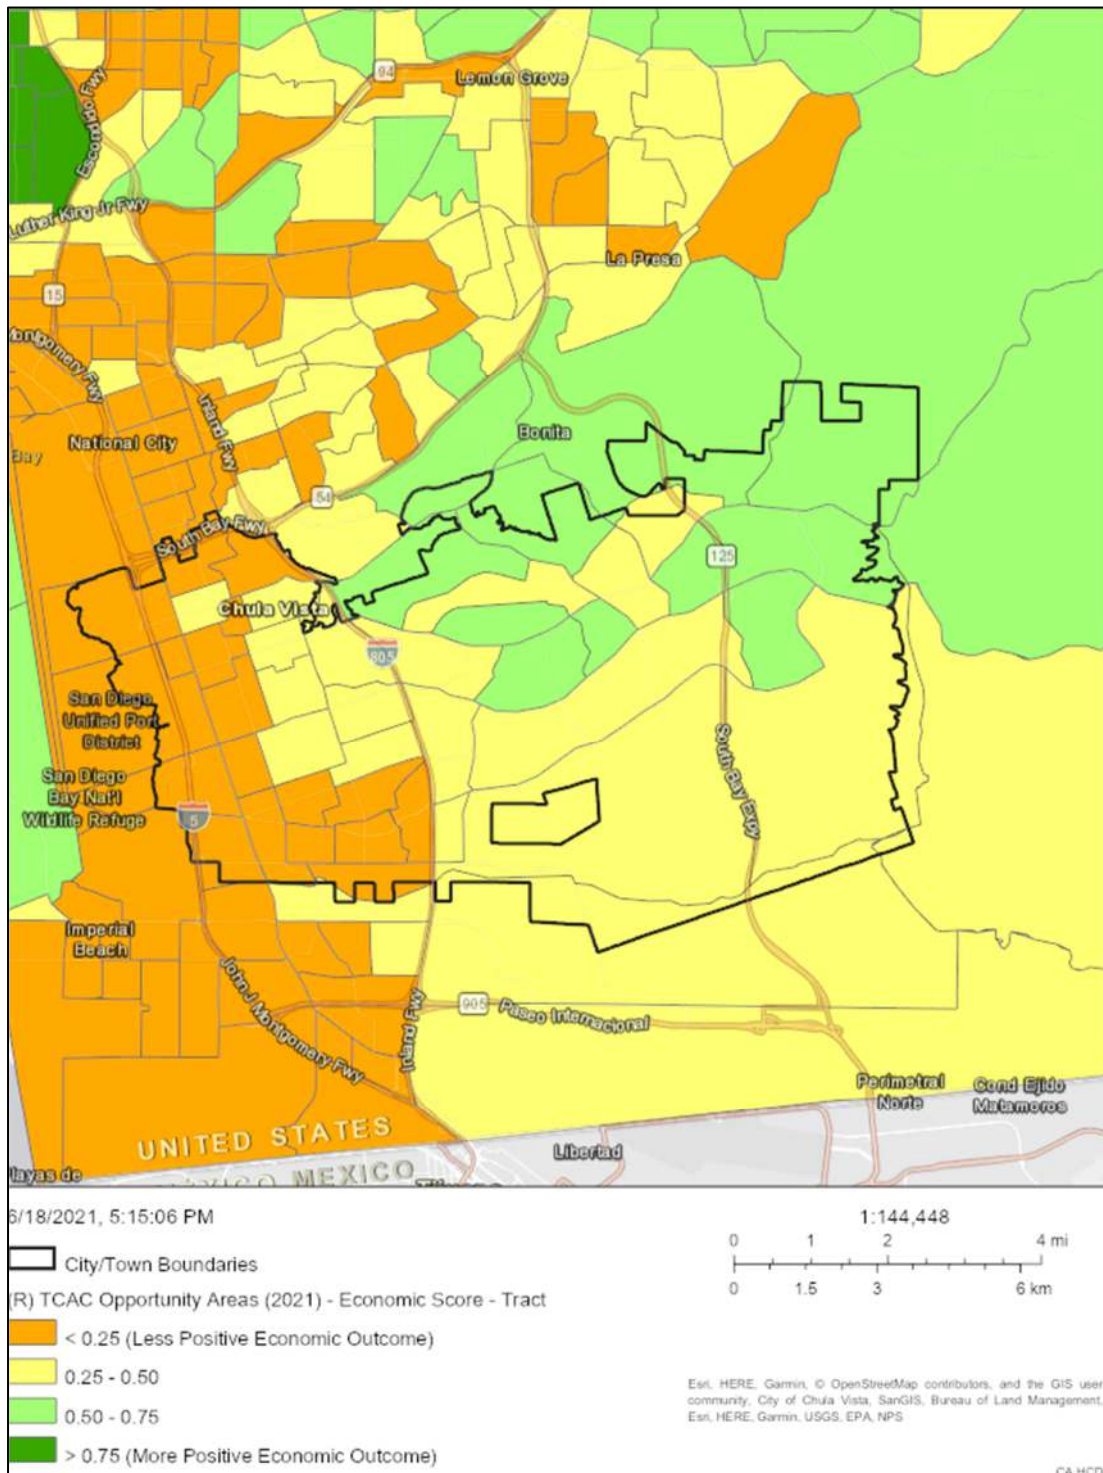 94
Lemon Grove
Escondido Fwy
Luther King Jr Fwy
La Presa
15
Montgomery Fwy
Inland Fwy
National City
Bay
Bonita
54
South Bay Fwy
125
Chula Vista
805
San Diego
Unified Port
District
South Bay Expy
San Diego
Bay Nat'l
Wildlife Refuge
5
Imperial
Beach
John J Montgomery Fwy
Inland Fwy
905
Paseo Internacional
Perimetral
Norte
Cond Ejido
Matamoros
UNITED STATES
Libertad
MEXICO
layas de
6/18/2021, 5:15:06 PM
1:144,448
0 1 2 4 mi
0 1.5 3 6 km
City/Town Boundaries
(R) TCAC Opportunity Areas (2021) - Economic Score - Tract
< 0.25 (Less Positive Economic Outcome)
0.25 - 0.50
0.50 - 0.75
> 0.75 (More Positive Economic Outcome)
Esri, HERE, Garmin, © OpenStreetMap contributors, and the GIS user
community, City of Chula Vista, SanGIS, Bureau of Land Management,
Esri, HERE, Garmin, USGS, EPA, NPS
CA HCD